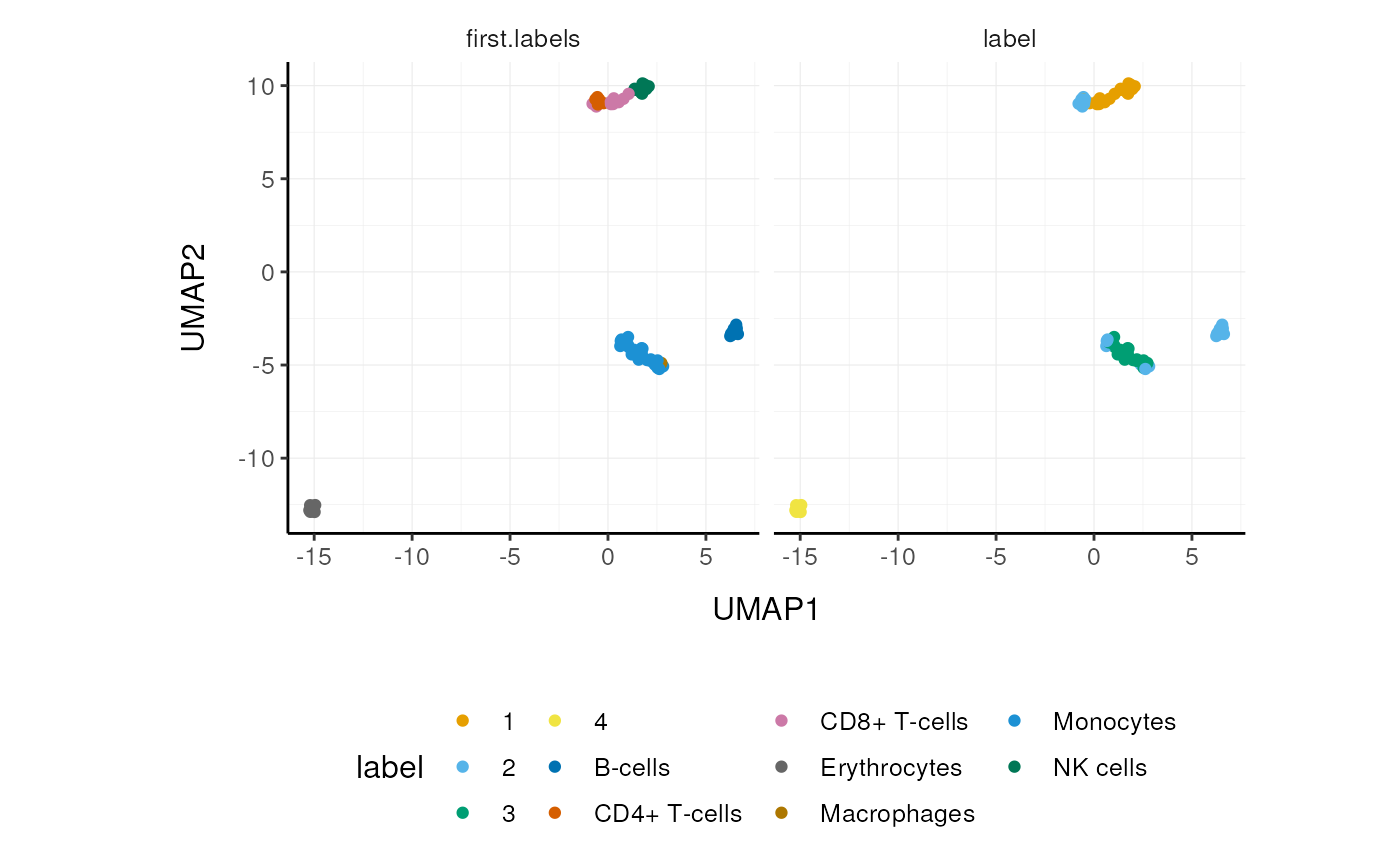 first.labels label
10
5
0
-5
-10
UMAP2
-15 -10 -5 0 5 -15 -10 -5 0 5
UMAP1
1 4 CD8+ T-cells Monocytes
label 2 B-cells Erythrocytes NK cells
3 CD4+ T-cells Macrophages